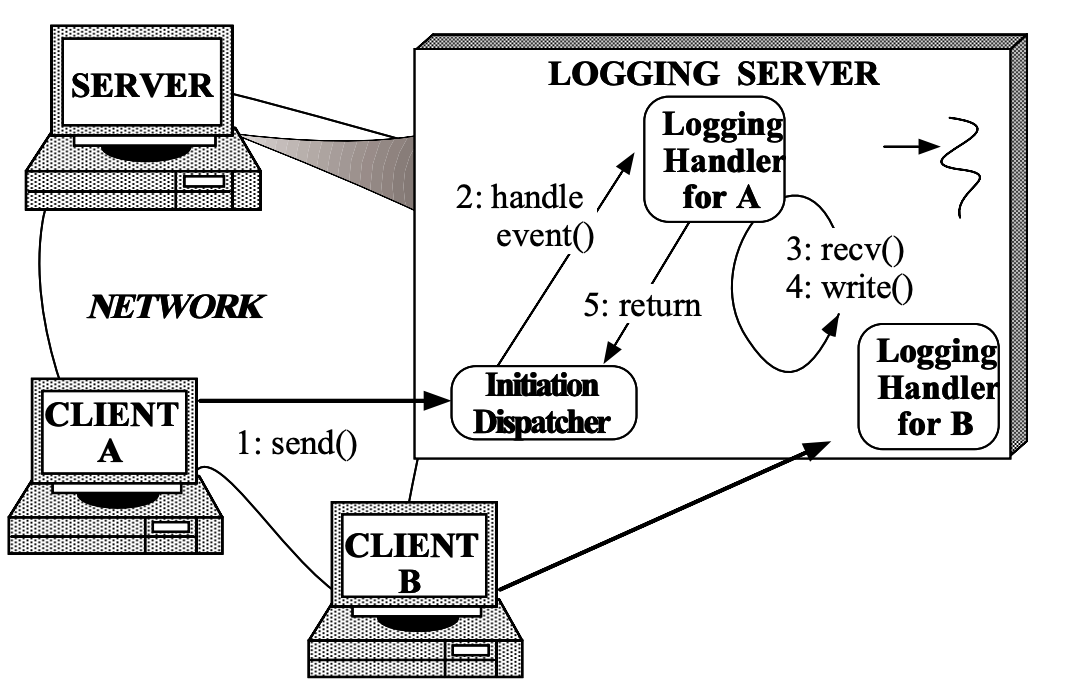 SERVER
LOGGING SERVER
Logging
Handler
for A
2: handle
event()
3: recv()
4: write()
5: return
NETWORK
Logging
Handler
for B
Initiation
Dispatcher
CLIENT
A
1: send()
CLIENT
B